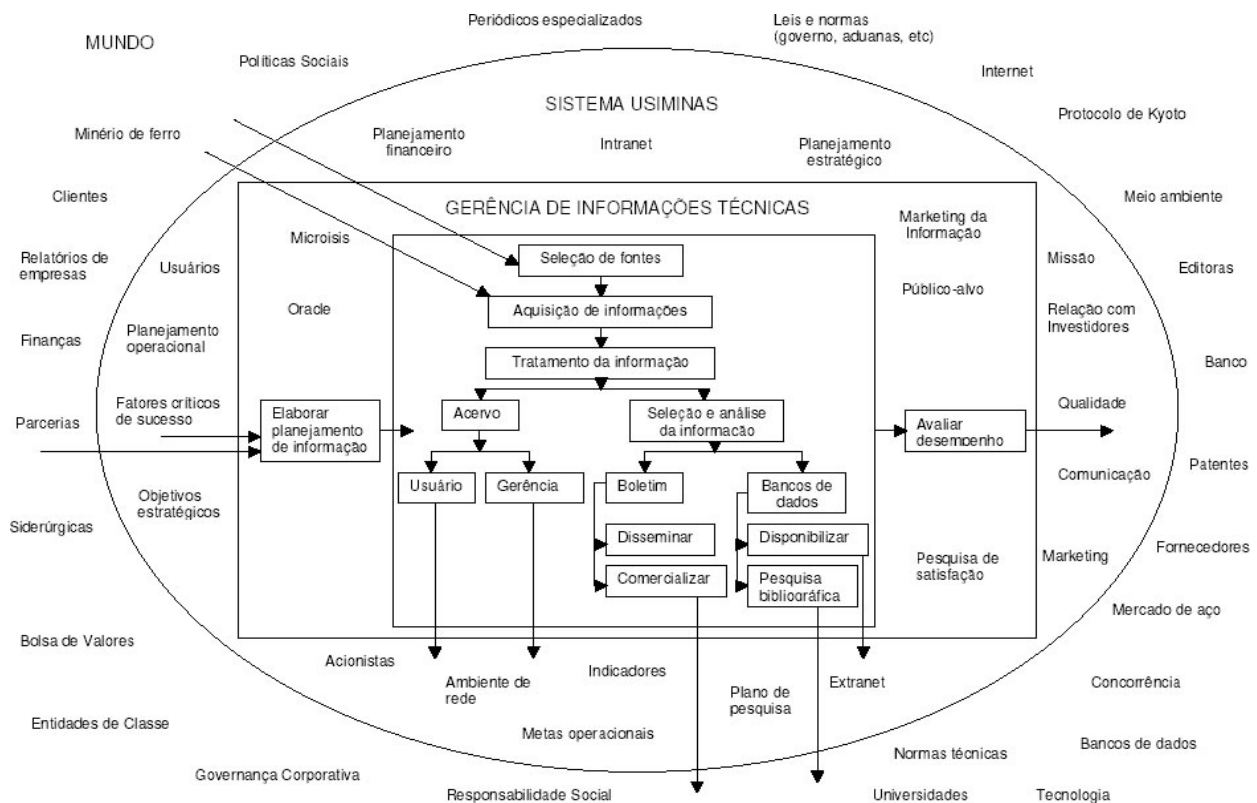 Periódicos especializados
Leis e normas
(governo, aduanas, etc)
MUNDO
Políticas Sociais
Internet
SISTEMA USIMINAS
Protocolo de Kyoto
Minério de ferro
Planejamento
financeiro
Intranet
Planejamento
estratégico
Clientes
Meio ambiente
GERÊNCIA DE INFORMAÇÕES TÉCNICAS
Marketing da
Informação
Microisis
Relatórios de
empresas
Usuários
Seleção de fontes
Missão
Editoras
Público-alvo
Oracle
Aquisição de informações
Relação com
Investidores
Finanças
Planejamento
operacional
Tratamento da informação
Banco
Parcerias
Fatores críticos
de sucesso
Elaborar
planejamento
de informação
Acervo
Seleção e análise
da informação
Avaliar
desempenho
Qualidade
Usuário
Gerência
Boletim
Bancos de
dados
Comunicação
Patentes
Objetivos
estratégicos
Siderúrgicas
Disseminar
Disponibilizar
Pesquisa de
satisfação
Marketing
Fornecedores
Comercializar
Pesquisa
bibliográfica
Mercado de aço
Bolsa de Valores
Acionistas
Ambiente de
rede
Indicadores
Plano de
pesquisa
Extranet
Concorrência
Entidades de Classe
Metas operacionais
Normas técnicas
Bancos de dados
Governança Corporativa
Responsabilidade Social
Universidades
Tecnologia